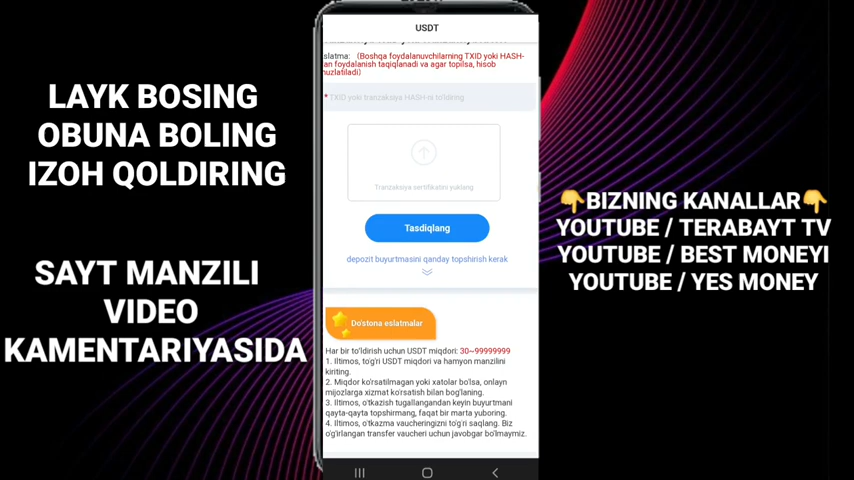 LAYK BOSING
OBUNA BOLING
IZOH QOLDIRING
SAYT MANZILI
VIDEO
KAMENTARIYASIDA
USDT
slatma: (Boshqa foydalanuvchilarning TXID yoki HASH-
an foydalanish taqiqlanadi va agar topilsa, hisob
nuzlatiladi)
* TXID yoki tranzaksiya HASH-ni to'ldiring
Tranzaksiya sertifikatini yuklang
Tasdiqlang
depozit buyurtmasini qanday topshirish kerak
Do'stona eslatmalar
Har bir to'ldirish uchun USDT miqdori: 30~99999999
1. Iltimos, to'g'ri USDT miqdori va hamyon manzilini
kiriting.
2. Miqdor ko'rsatilmagan yoki xatolar bo'lsa, onlayn
mijozlarga xizmat ko'rsatish bilan bog'laning.
3. Iltimos, o'tkazish tugallangandan keyin buyurtmani
qayta-qayta topshirmang, faqat bir marta yuboring.
4. Iltimos, o'tkazma vaucheringizni to'g'ri saqlang. Biz
o'g'irlangan transfer vaucheri uchun javobgar bo'lmaymiz.
👇BIZNING KANALLAR👇
YOUTUBE / TERABAYT TV
YOUTUBE / BEST MONEYI
YOUTUBE / YES MONEY